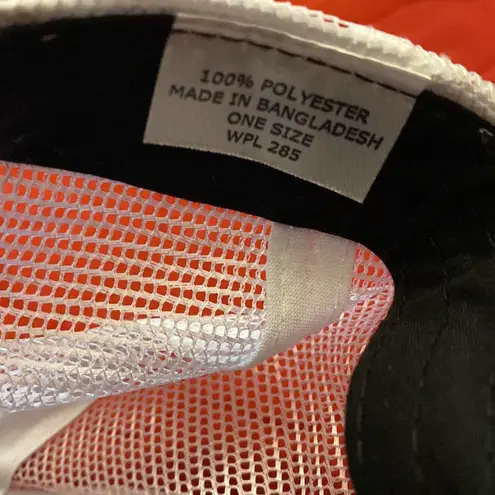 100% POLYESTER
MADE IN BANGLADESH
ONE SIZE
WPL 285